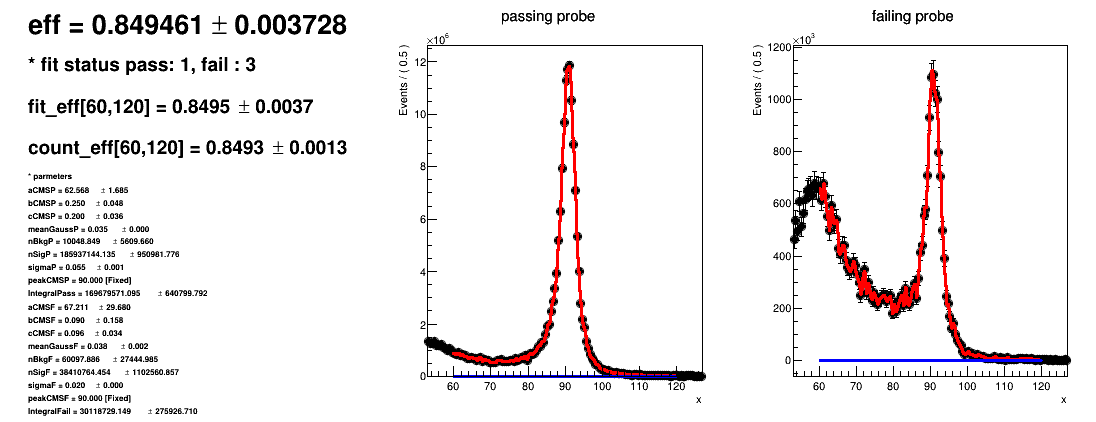 eff = 0.849461 ± 0.003728
* fit status pass: 1, fail : 3
fit_eff[60,120] = 0.8495 ± 0.0037
count_eff[60,120] = 0.8493 ± 0.0013
* parmeters
aCMSP = 62.568 ± 1.685
bCMSP = 0.250 ± 0.048
cCMSP = 0.200 ± 0.036
meanGaussP = 0.035 ± 0.000
nBkgP = 10048.849 ± 5609.660
nSigP = 185937144.135 ± 950981.776
sigmaP = 0.055 ± 0.001
peakCMSP = 90.000 [Fixed]
IntegralPass = 169679571.095 ± 640799.792
aCMSF = 67.211 ± 29.680
bCMSF = 0.090 ± 0.158
cCMSF = 0.096 ± 0.034
meanGaussF = 0.038 ± 0.002
nBkgF = 60097.886 ± 27444.985
nSigF = 38410764.454 ± 1102560.857
sigmaF = 0.020 ± 0.000
peakCMSF = 90.000 [Fixed]
IntegralFail = 30118729.149 ± 275926.710
passing probe
×10⁶
Events / ( 0.5 )
12
10
8
6
4
2
0
60 70 80 90 100 110 120
x
failing probe
×10³
Events / ( 0.5 )
1200
1000
800
600
400
200
0
60 70 80 90 100 110 120
x